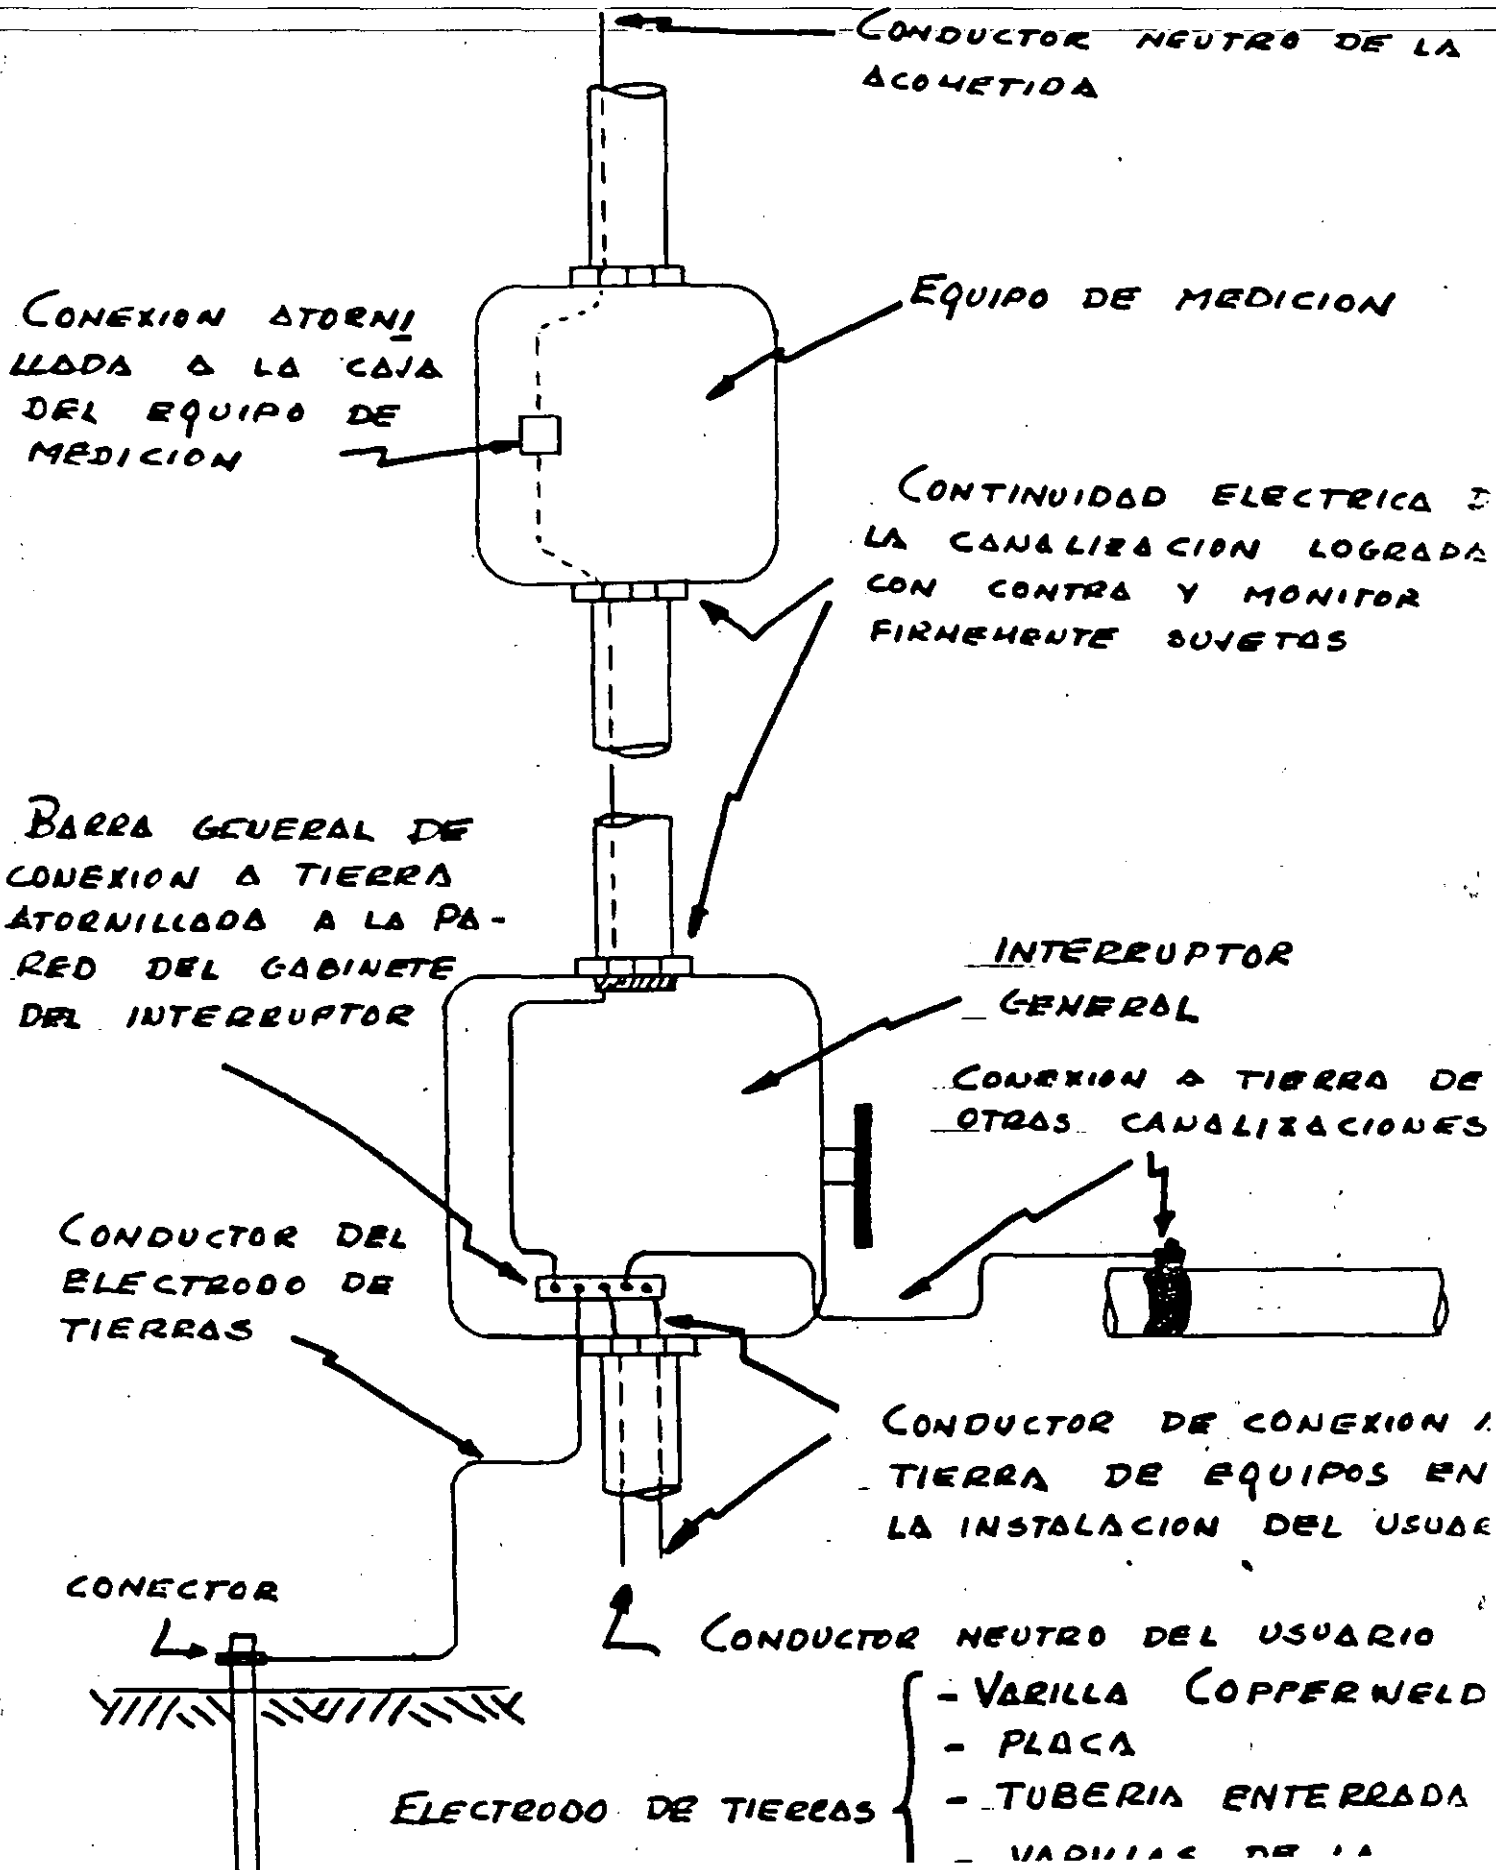 CONDUCTOR NEUTRO DE LA
ACOMETIDA
EQUIPO DE MEDICION
CONEXION ATORNI
LLADA A LA CAJA
DEL EQUIPO DE
MEDICION
CONTINUIDAD ELECTRICA
LA CANALIZACION LOGRADA
CON CONTRA Y MONITOR
FIRMEMENTE SUJETAS
BARRA GENERAL DE
CONEXION A TIERRA
ATORNILLADA A LA PA-
RED DEL GABINETE
DEL INTERRUPTOR
INTERRUPTOR
GENERAL
CONEXION A TIERRA DE
OTRAS CANALIZACIONES
CONDUCTOR DEL
ELECTRODO DE
TIERRAS
CONDUCTOR DE CONEXION
TIERRA DE EQUIPOS EN
LA INSTALACION DEL
CONECTOR
CONDUCTOR NEUTRO DEL USUARIO
ELECTRODO DE TIERRAS
- VARILLA COPPERWELD
- PLACA
- TUBERIA ENTERRADA
- DE LA